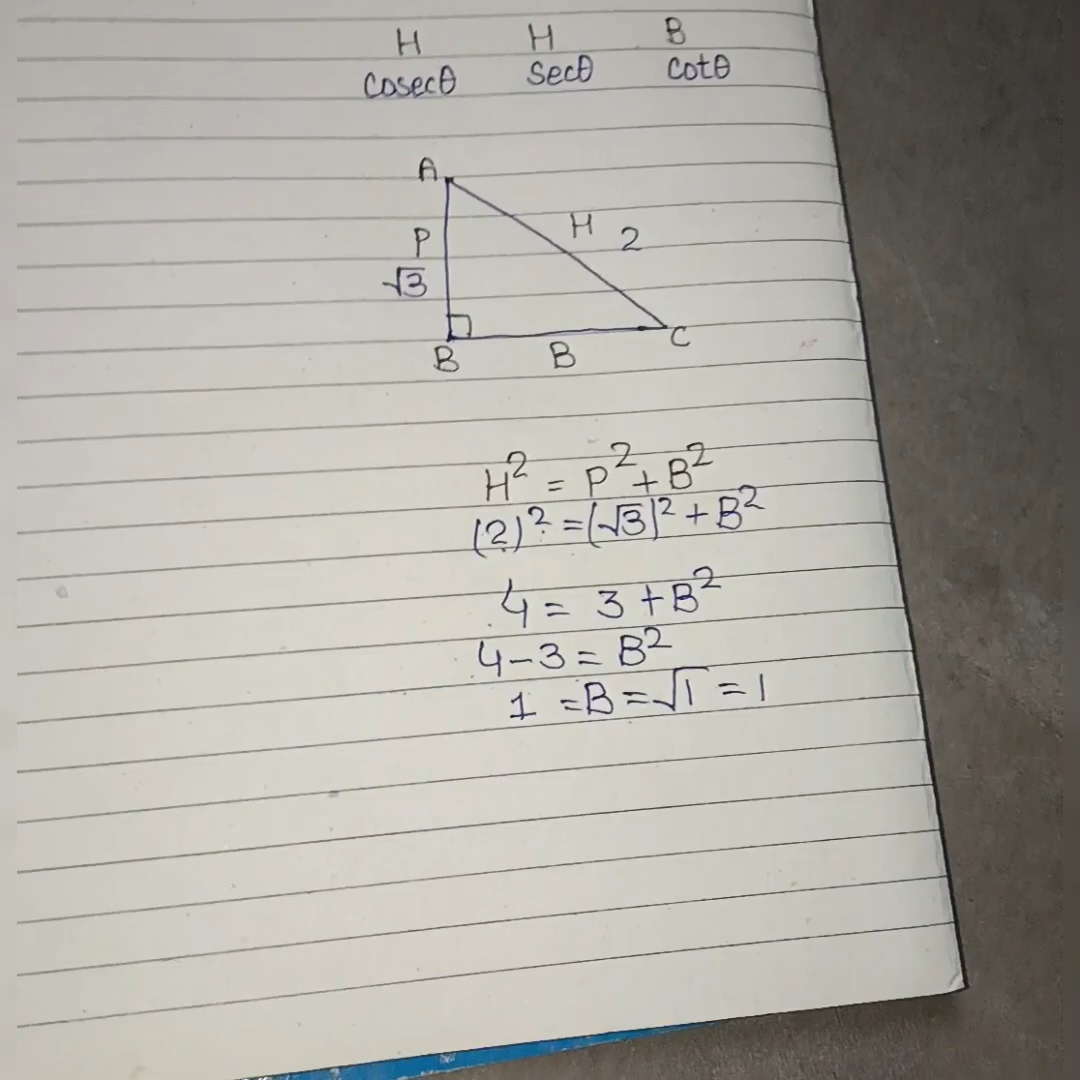 H H B
cosecθ secθ cotθ
A
P H 2
√3
B B C
H² = P² + B²
(2)² = (√3)² + B²
4 = 3 + B²
4 - 3 = B²
1 = B = √1 = 1